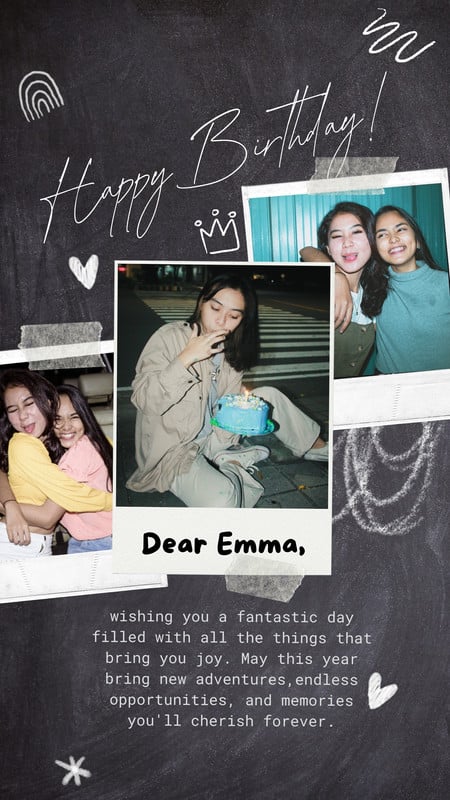 Happy Birthday!
Dear Emma,
wishing you a fantastic day
filled with all the things that
bring you joy. May this year
bring new adventures,endless
opportunities, and memories
you'll cherish forever.